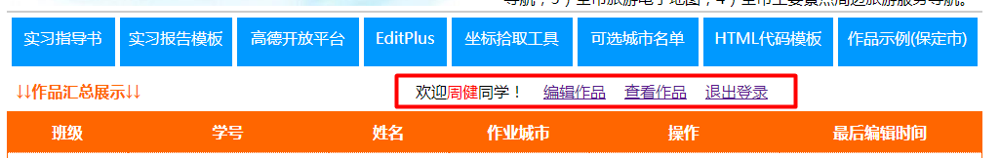 导航，3）全市旅游电子地图，4）全市主要景点周边旅游服务导航。
实习指导书 实习报告模板 高德开放平台 EditPlus 坐标拾取工具 可选城市名单 HTML代码模板 作品示例(保定市)
↓↓作品汇总展示↓↓ 欢迎周健同学！ 编辑作品 查看作品 退出登录
班级 学号 姓名 作业城市 操作 最后编辑时间